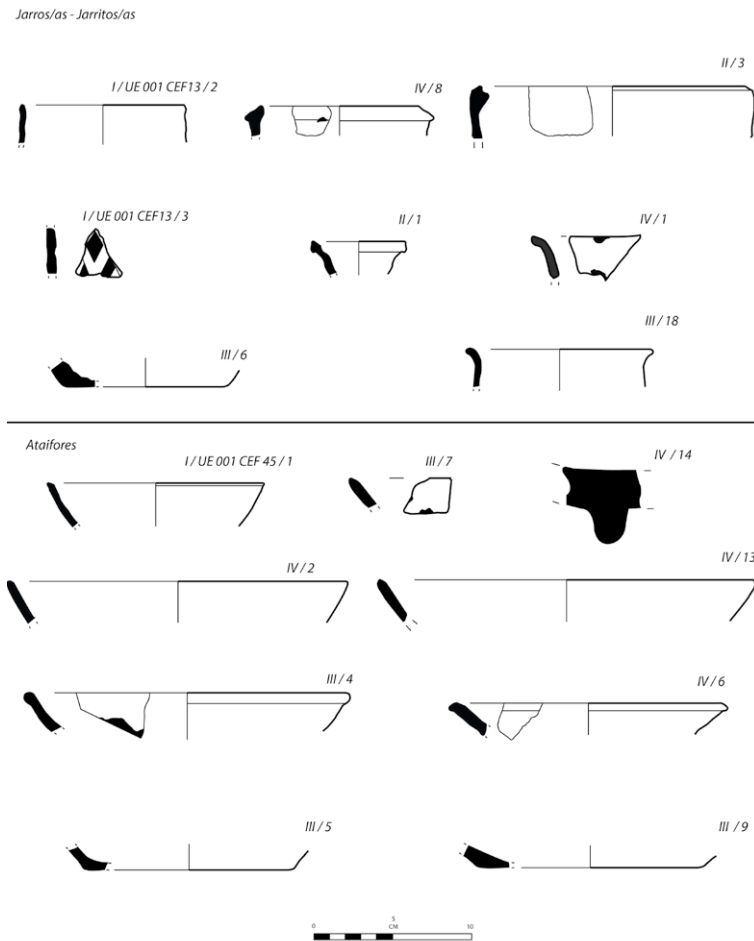 Jarros/as - Jarritos/as
I / UE 001 CEF13 / 2
IV / 8
II / 3
I / UE 001 CEF13 / 3
II / 1
IV / 1
III / 6
III / 18
Ataifores
I / UE 001 CEF 45 / 1
III / 7
IV / 14
IV / 2
IV / 13
III / 4
IV / 6
III / 5
III / 9
0 5 10
CM